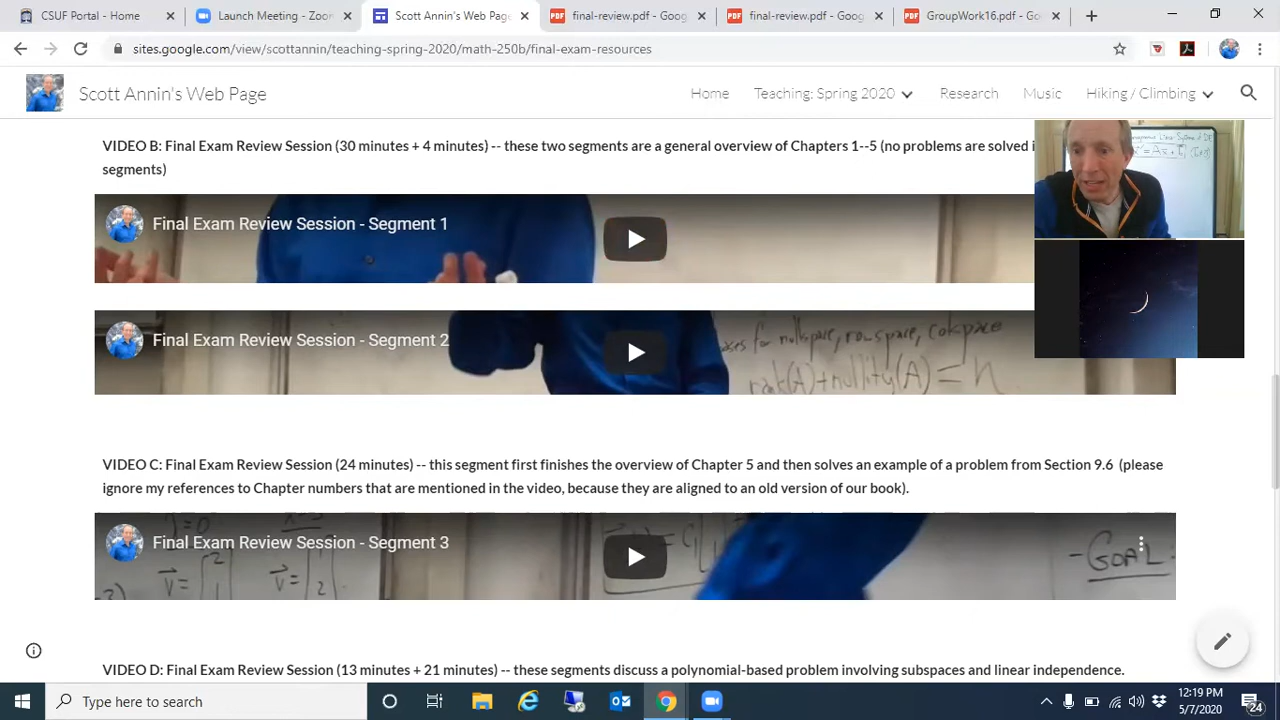 CSUF Portal - Home
Launch Meeting - Zoom
Scott Annin's Web Page
final-review.pdf - Goog
final-review.pdf - Goog
GroupWork16.pdf - Go
sites.google.com/view/scottannin/teaching-spring-2020/math-250b/final-exam-resources
Scott Annin's Web Page
Home
Teaching: Spring 2020
Research
Music
Hiking / Climbing
VIDEO B: Final Exam Review Session (30 minutes + 4 minutes) -- these two segments are a general overview of Chapters 1--5 (no problems are solved
segments)
Final Exam Review Session - Segment 1
Final Exam Review Session - Segment 2
for nullspace, rowspace, colspace
rank(A)+nullity(A) = n
VIDEO C: Final Exam Review Session (24 minutes) -- this segment first finishes the overview of Chapter 5 and then solves an example of a problem from Section 9.6 (please
ignore my references to Chapter numbers that are mentioned in the video, because they are aligned to an old version of our book).
Final Exam Review Session - Segment 3
-GOAL:
VIDEO D: Final Exam Review Session (13 minutes + 21 minutes) -- these segments discuss a polynomial-based problem involving subspaces and linear independence.
Type here to search
12:19 PM
5/7/2020
24